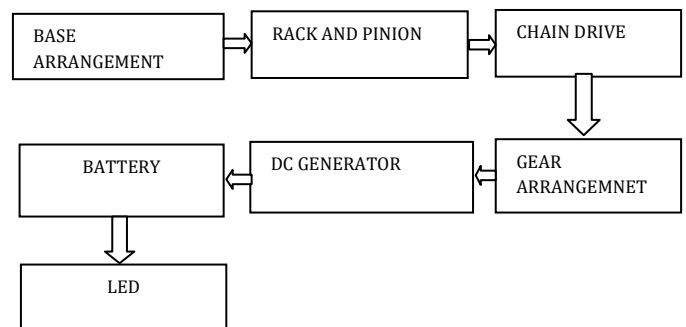 BASE
ARRANGEMENT
RACK AND PINION
CHAIN DRIVE
GEAR
ARRANGEMNET
DC GENERATOR
BATTERY
LED